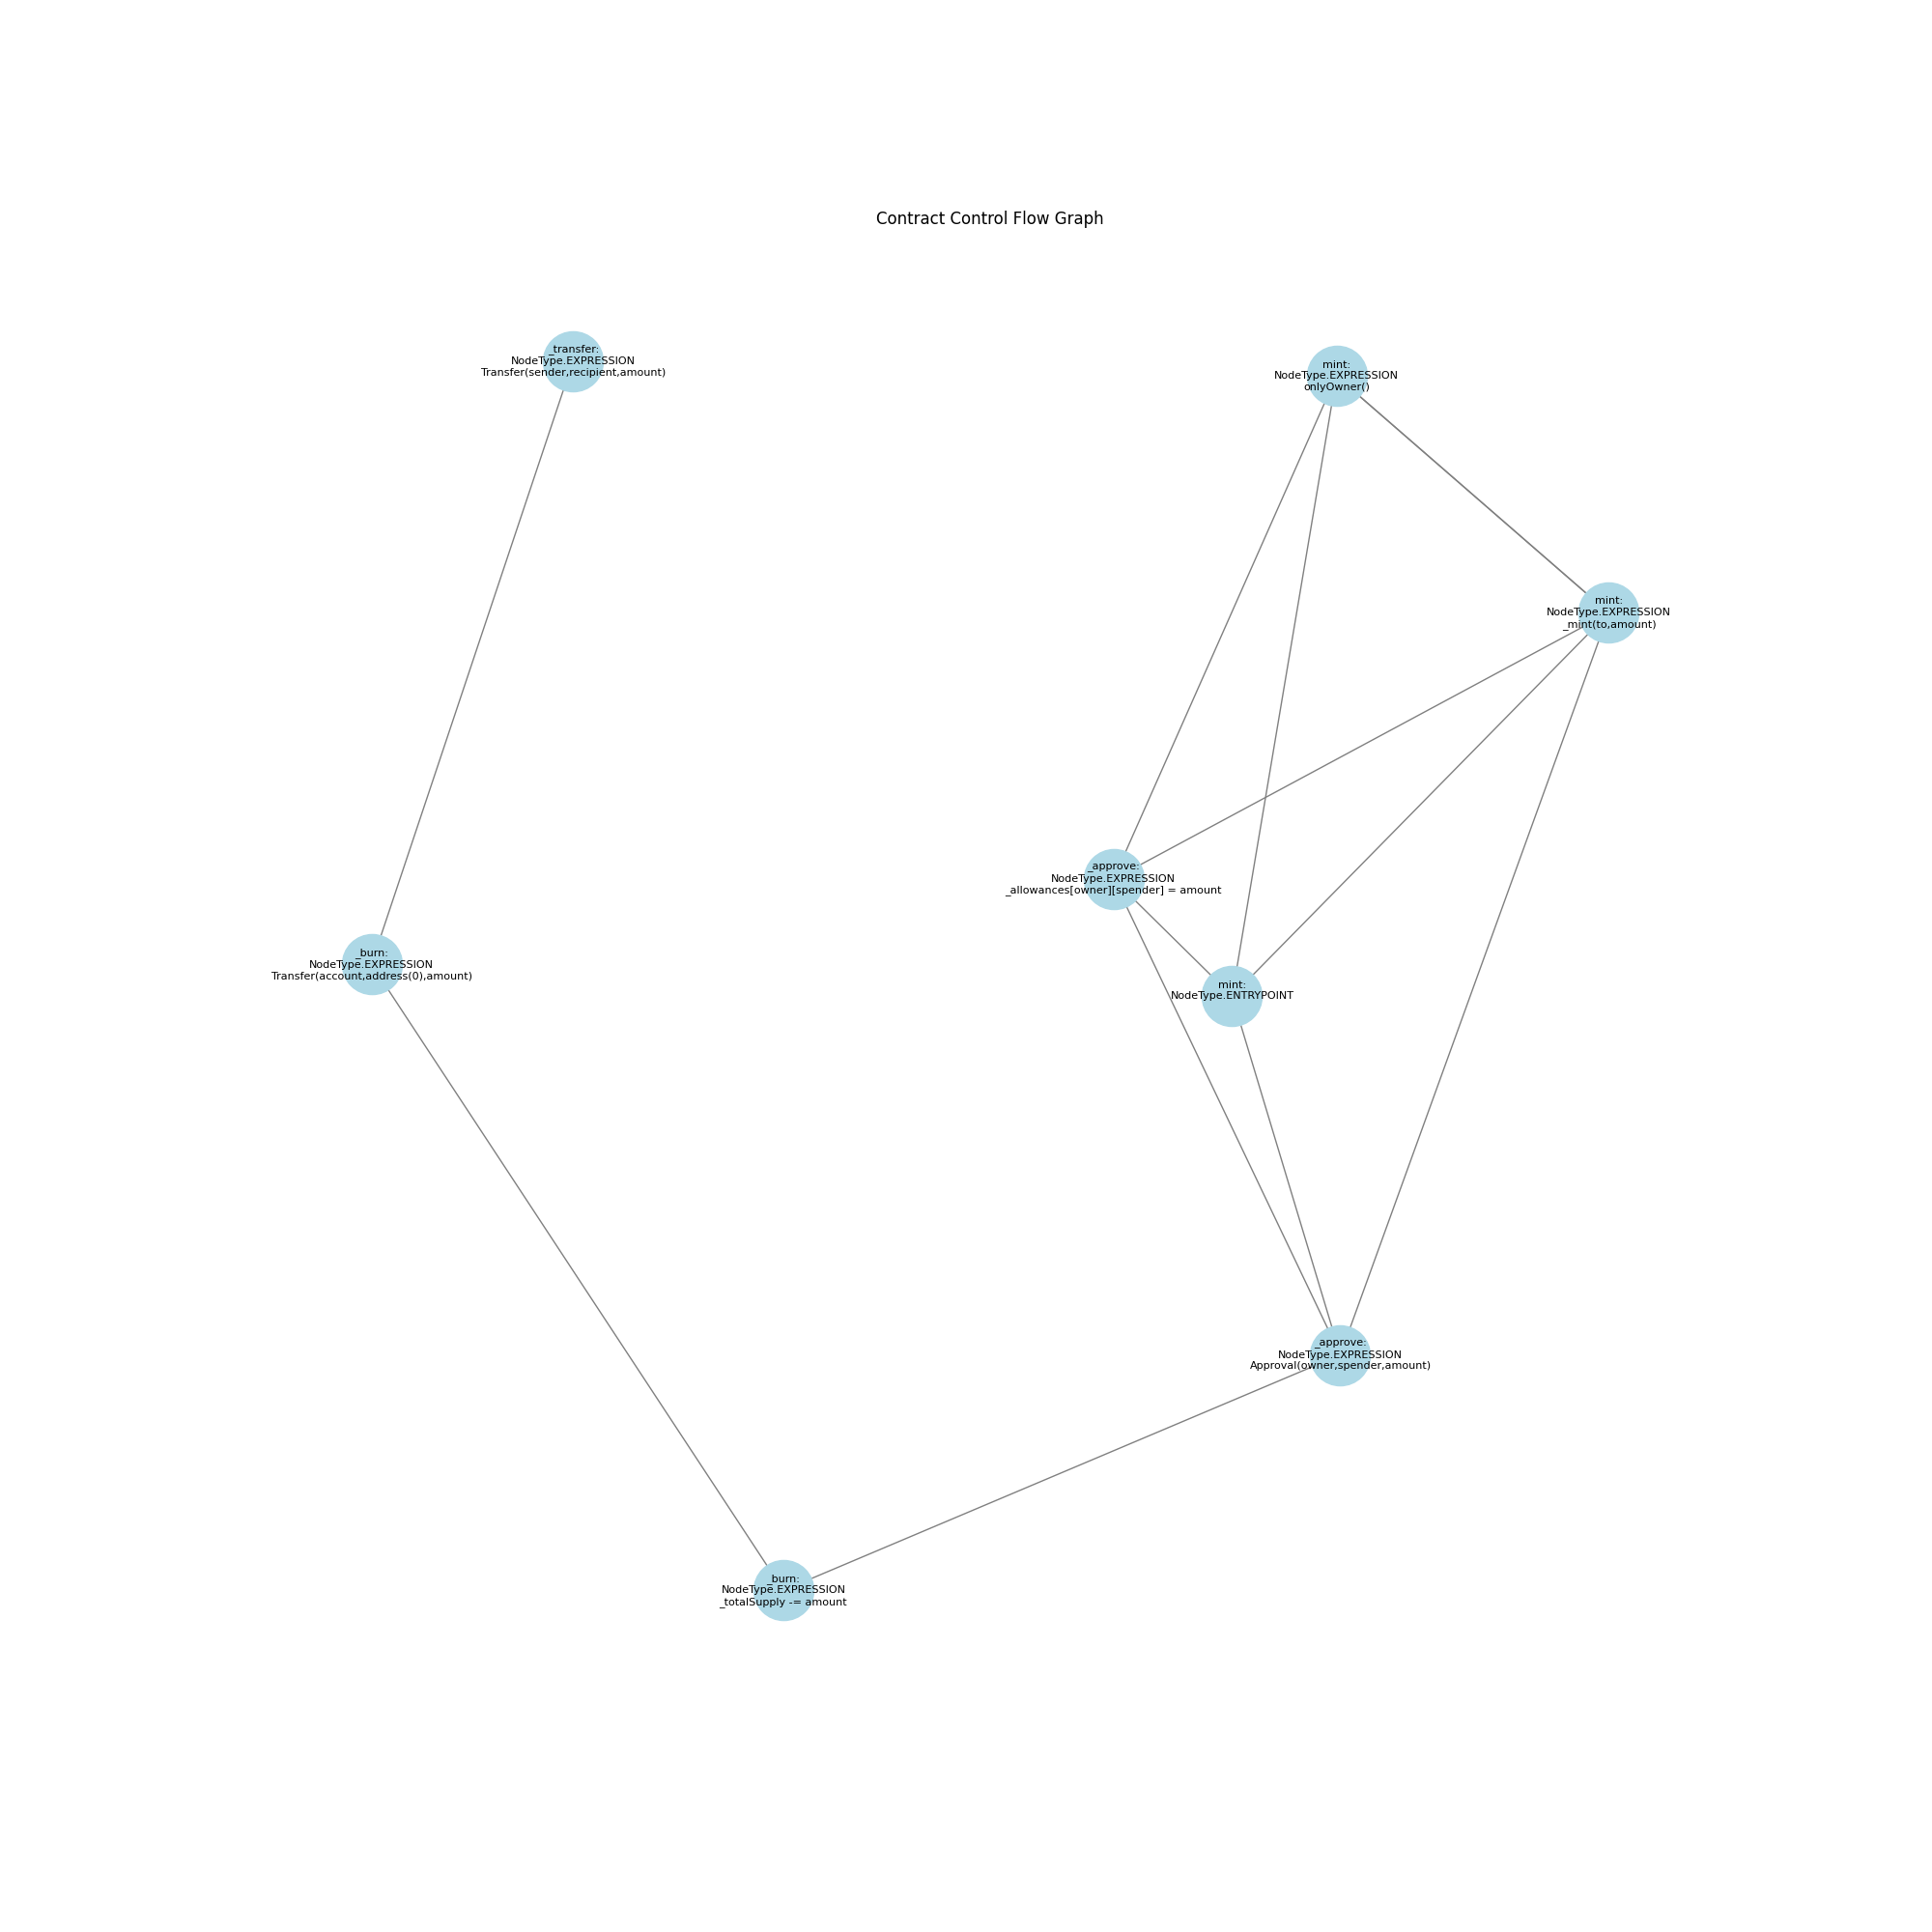 Contract Control Flow Graph
_transfer:
NodeType.EXPRESSION
Transfer(sender,recipient,amount)
mint:
NodeType.EXPRESSION
onlyOwner()
mint:
NodeType.EXPRESSION
_mint(to,amount)
_approve:
NodeType.EXPRESSION
_allowances[owner][spender] = amount
_burn:
NodeType.EXPRESSION
Transfer(account,address(0),amount)
mint:
NodeType.ENTRYPOINT
_approve:
NodeType.EXPRESSION
Approval(owner,spender,amount)
_burn:
NodeType.EXPRESSION
_totalSupply -= amount